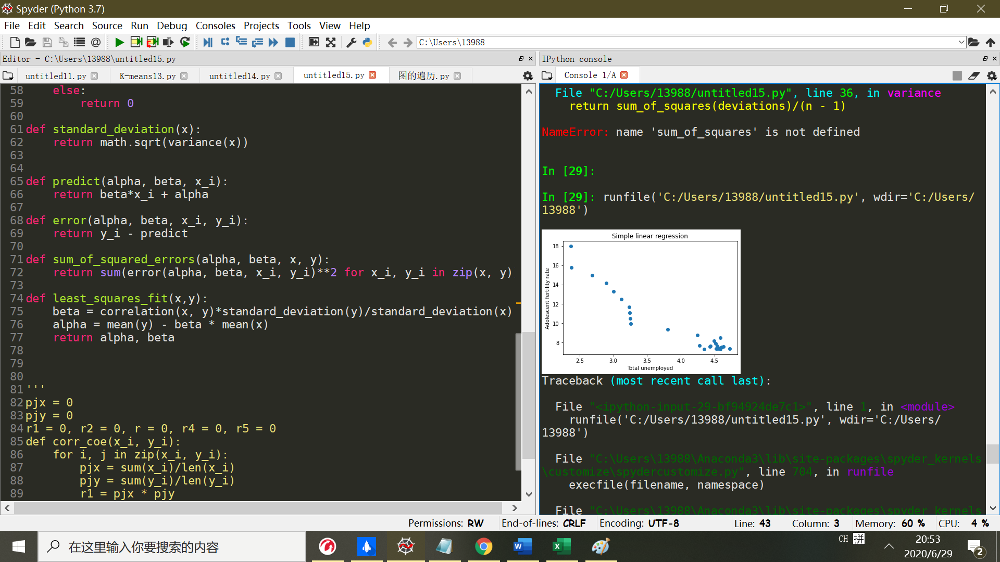 Spyder (Python 3.7)
File Edit Search Source Run Debug Consoles Projects Tools View Help
C:\Users\13988
Editor - C:\Users\13988\untitled15.py
untitled11.py K-means13.py untitled14.py untitled15.py 图的遍历.py
58 else:
59 return 0
60
61 def standard_deviation(x):
62 return math.sqrt(variance(x))
63
64
65 def predict(alpha, beta, x_i):
66 return beta*x_i + alpha
67
68 def error(alpha, beta, x_i, y_i):
69 return y_i - predict
70
71 def sum_of_squared_errors(alpha, beta, x, y):
72 return sum(error(alpha, beta, x_i, y_i)**2 for x_i, y_i in zip(x, y)
73
74 def least_squares_fit(x,y):
75 beta = correlation(x, y)*standard_deviation(y)/standard_deviation(x)
76 alpha = mean(y) - beta * mean(x)
77 return alpha, beta
78
79
80
81 '''
82 pjx = 0
83 pjy = 0
84 r1 = 0, r2 = 0, r = 0, r4 = 0, r5 = 0
85 def corr_coe(x_i, y_i):
86 for i, j in zip(x_i, y_i):
87 pjx = sum(x_i)/len(x_i)
88 pjy = sum(y_i)/len(y_i)
89 r1 = pjx * pjy
IPython console
Console 1/A
File "C:/Users/13988/untitled15.py", line 36, in variance
return sum_of_squares(deviations)/(n - 1)
NameError: name 'sum_of_squares' is not defined
In [29]:
In [29]: runfile('C:/Users/13988/untitled15.py', wdir='C:/Users/
13988')
Simple linear regression
Adolescent fertility rate
18
16
14
12
10
8
2.5 3.0 3.5 4.0 4.5
Total unemployed
Traceback (most recent call last):
File "<ipython-input-29-bf94924de7c1>", line 1, in <module>
runfile('C:/Users/13988/untitled15.py', wdir='C:/Users/
13988')
File "C:\Users\13988\Anaconda3\lib\site-packages\spyder_kernels
\customize\spydercustomize.py", line 704, in runfile
execfile(filename, namespace)
File "C:\Users\13988\Anaconda3\lib\site-packages\spyder_kernels
Permissions: RW End-of-lines: CRLF Encoding: UTF-8 Line: 43 Column: 3 Memory: 60 % CPU: 4 %
在这里输入你要搜索的内容
CH 拼
20:53
2020/6/29
2